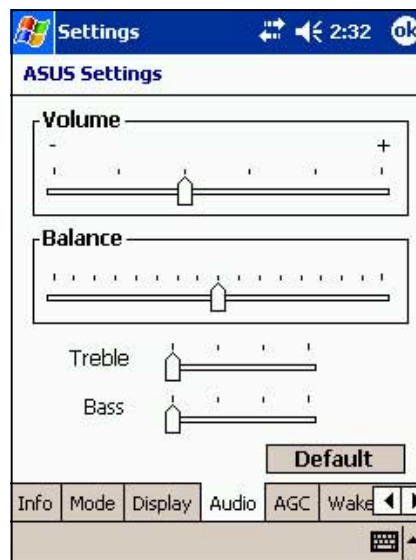 Settings 2:32 ok
ASUS Settings
Volume
- +
Balance
Treble
Bass
Default
Info Mode Display Audio AGC Wake